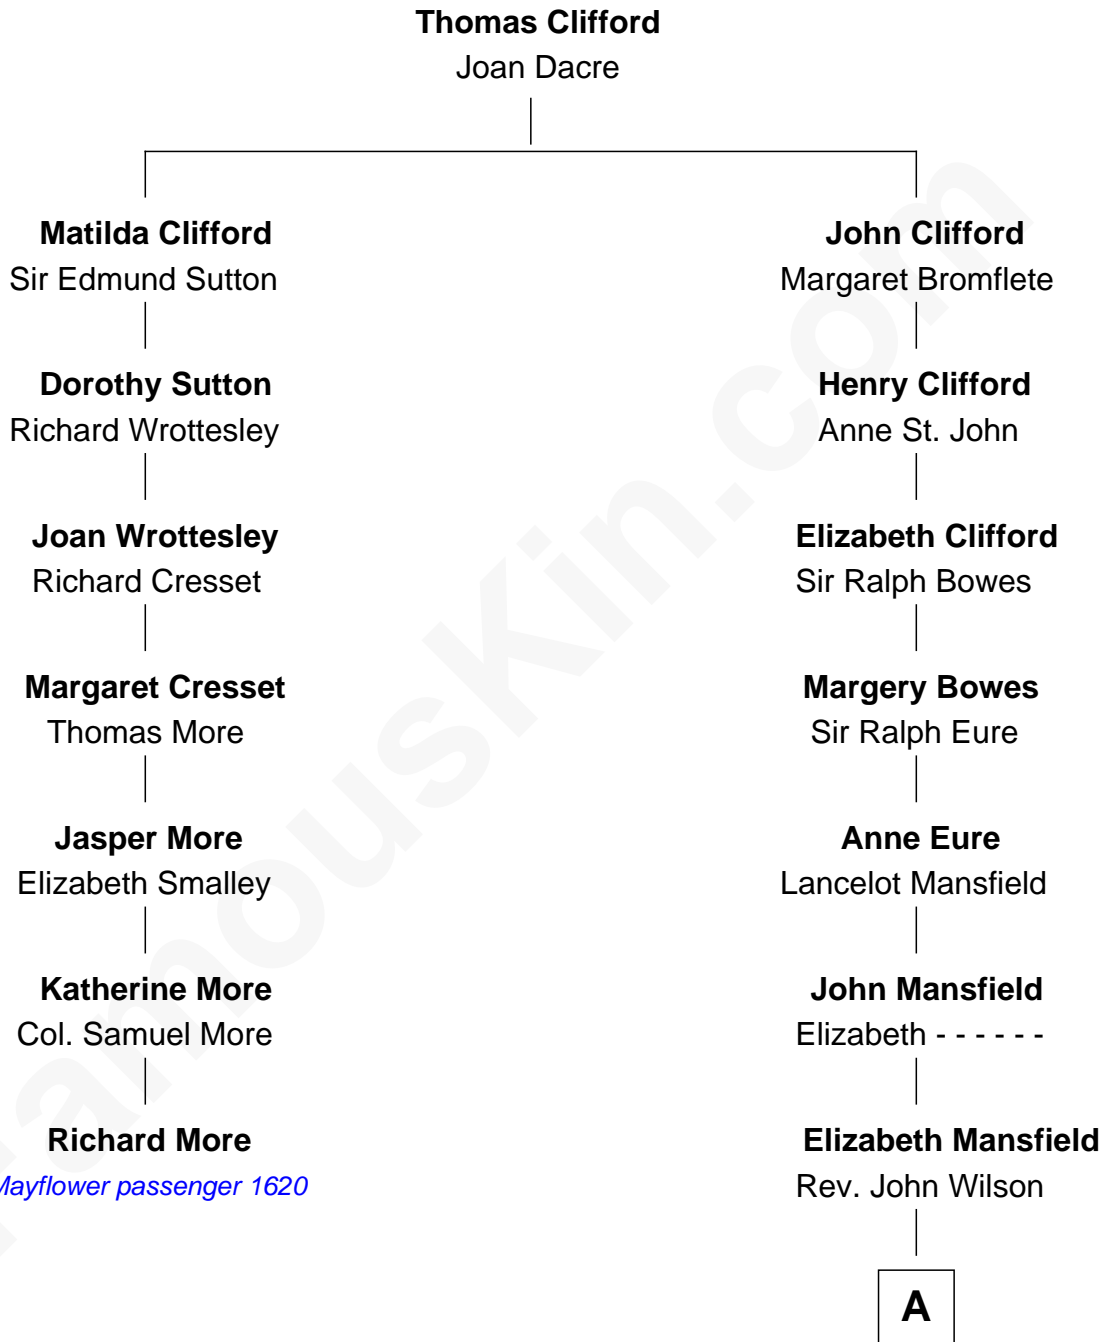 Thomas Clifford
Joan Dacre
Matilda Clifford
Sir Edmund Sutton
John Clifford
Margaret Bromflete
Dorothy Sutton
Richard Wrottesley
Henry Clifford
Anne St. John
Joan Wrottesley
Richard Cresset
Elizabeth Clifford
Sir Ralph Bowes
Margaret Cresset
Thomas More
Margery Bowes
Sir Ralph Eure
Jasper More
Elizabeth Smalley
Anne Eure
Lancelot Mansfield
Katherine More
Col. Samuel More
John Mansfield
Elizabeth - - - - - -
Richard More
Mayflower passenger 1620
Elizabeth Mansfield
Rev. John Wilson
A
FamousKin.com